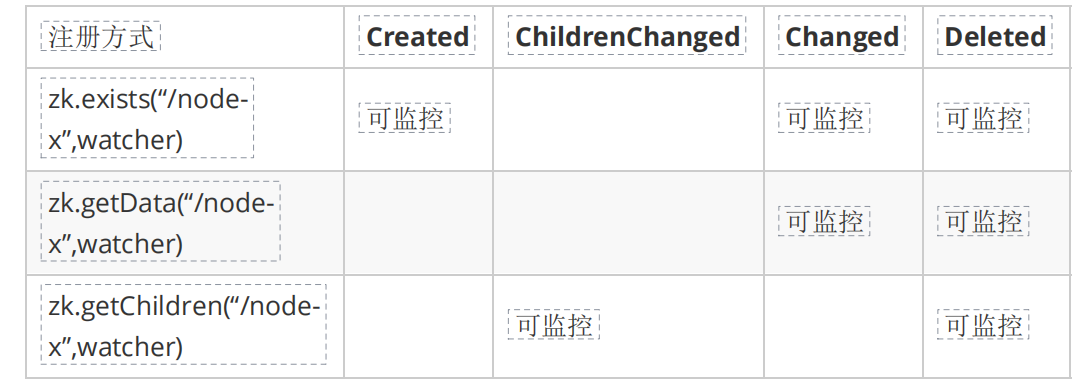 注册方式 Created ChildrenChanged Changed Deleted
zk.exists(“/node-
x”,watcher) 可监控 可监控 可监控
zk.getData(“/node-
x”,watcher) 可监控 可监控
zk.getChildren(“/node-
x”,watcher) 可监控 可监控